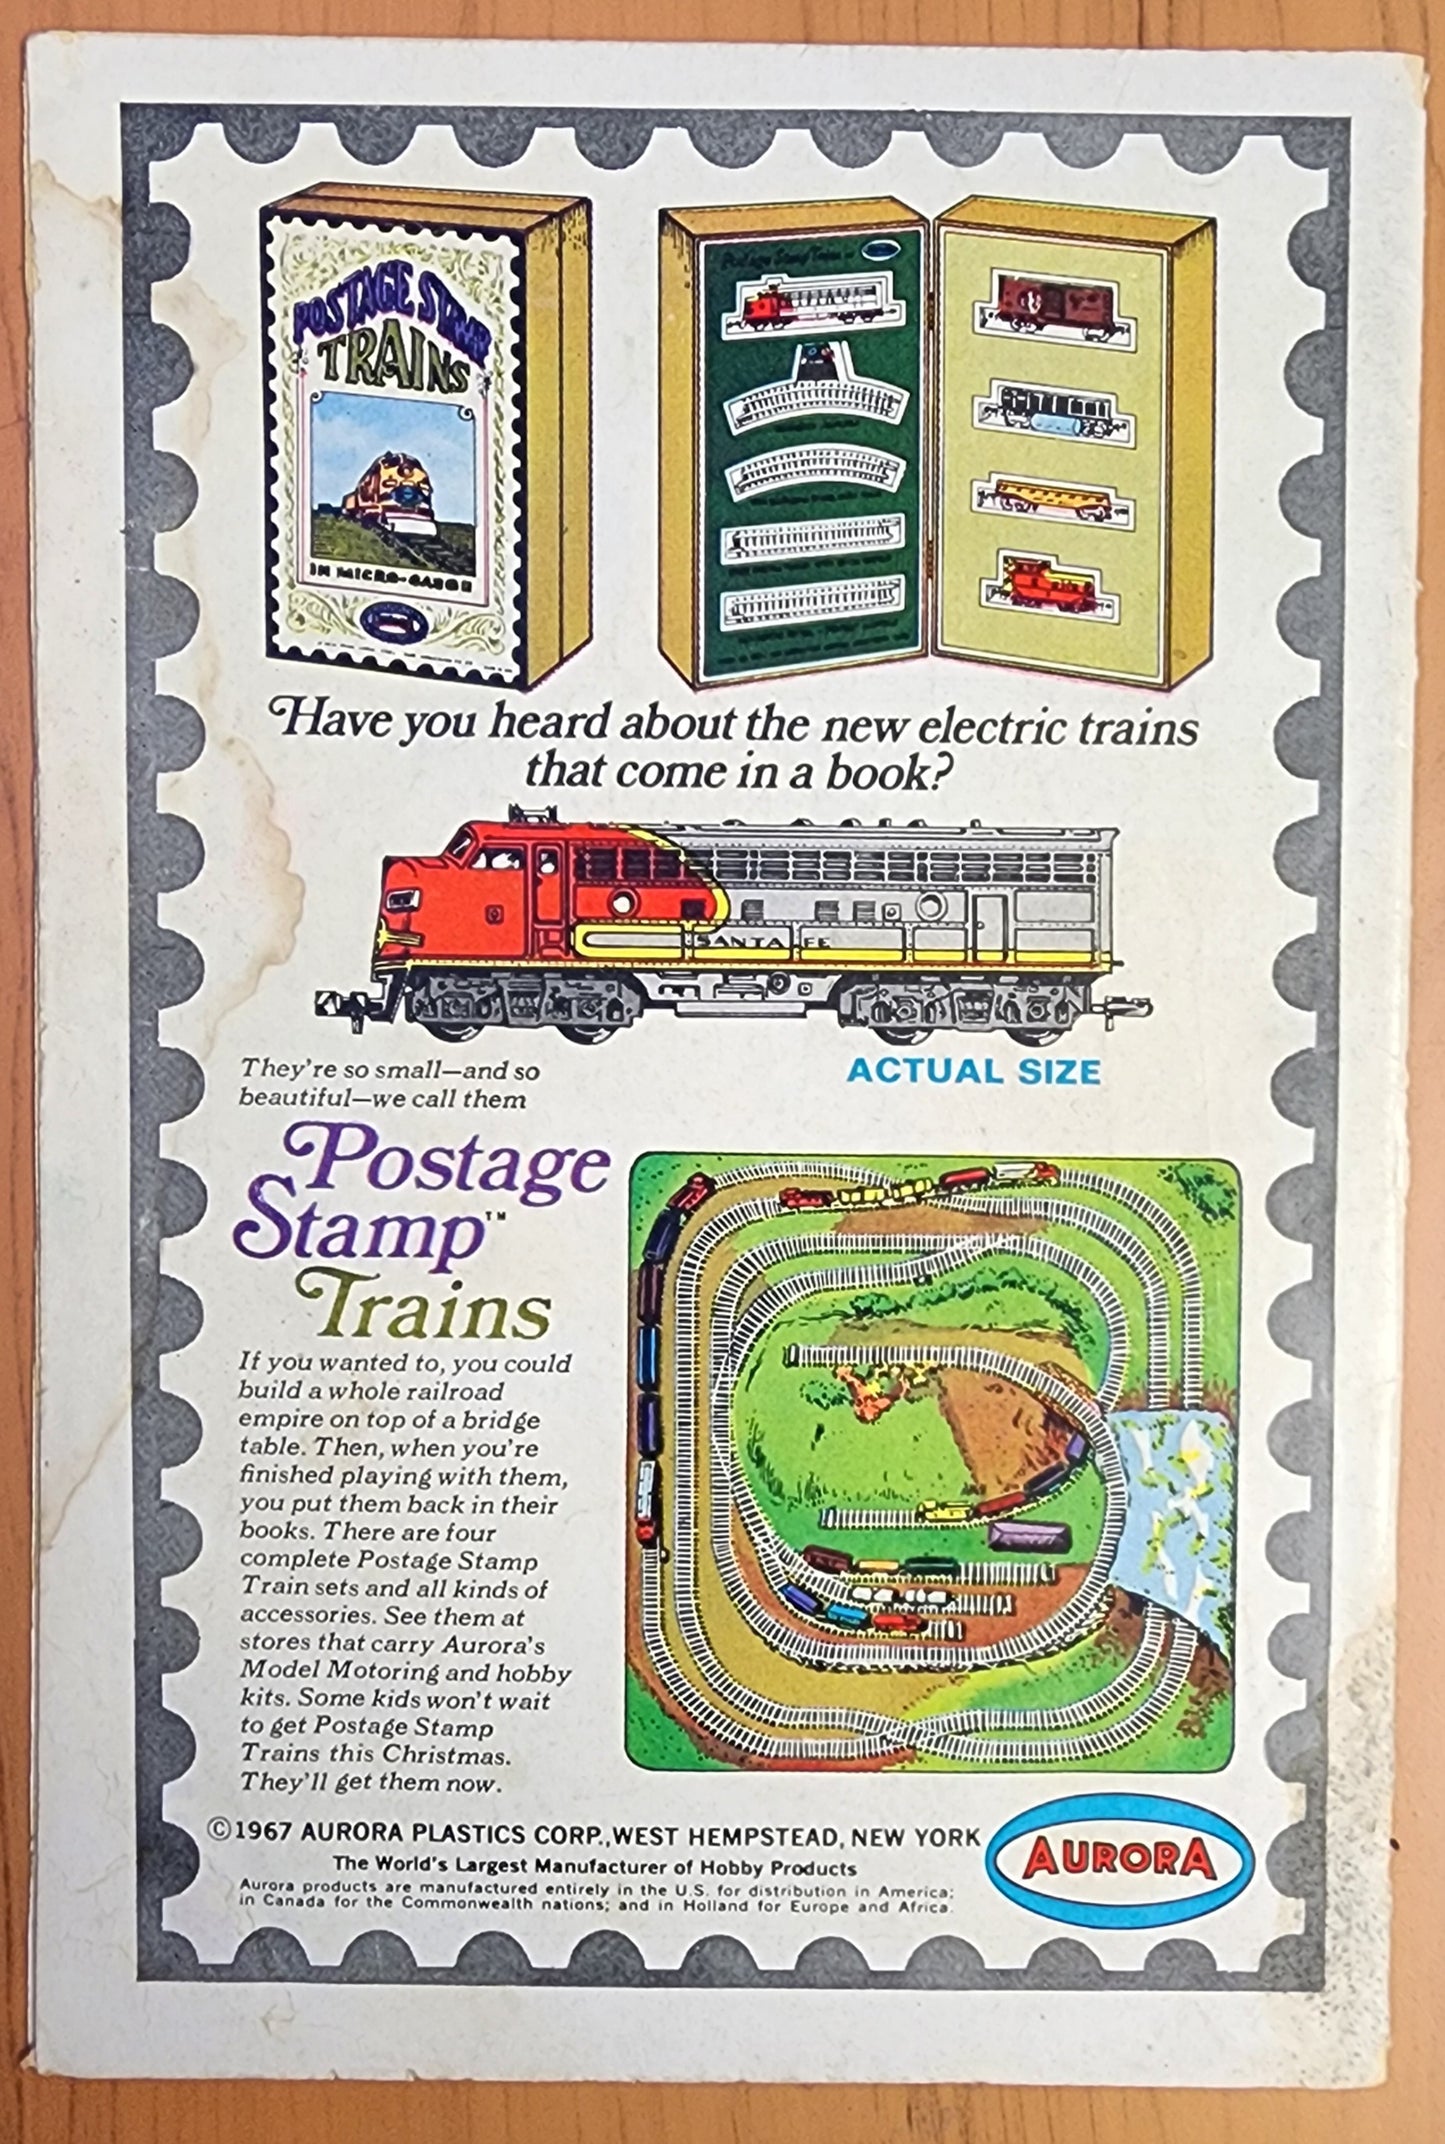 POSTAGE STAMP
TRAINS
IN MICRO-GAUGE
Postage Stamp Trains
Have you heard about the new electric trains
that come in a book?
SANTA FE
They're so small—and so
beautiful—we call them
ACTUAL SIZE
Postage
Stamp™
Trains
If you wanted to, you could
build a whole railroad
empire on top of a bridge
table. Then, when you're
finished playing with them,
you put them back in their
books. There are four
complete Postage Stamp
Train sets and all kinds of
accessories. See them at
stores that carry Aurora's
Model Motoring and hobby
kits. Some kids won't wait
to get Postage Stamp
Trains this Christmas.
They'll get them now.
©1967 AURORA PLASTICS CORP., WEST HEMPSTEAD, NEW YORK
The World's Largest Manufacturer of Hobby Products
Aurora products are manufactured entirely in the U.S. for distribution in America;
in Canada for the Commonwealth nations; and in Holland for Europe and Africa.
AURORA